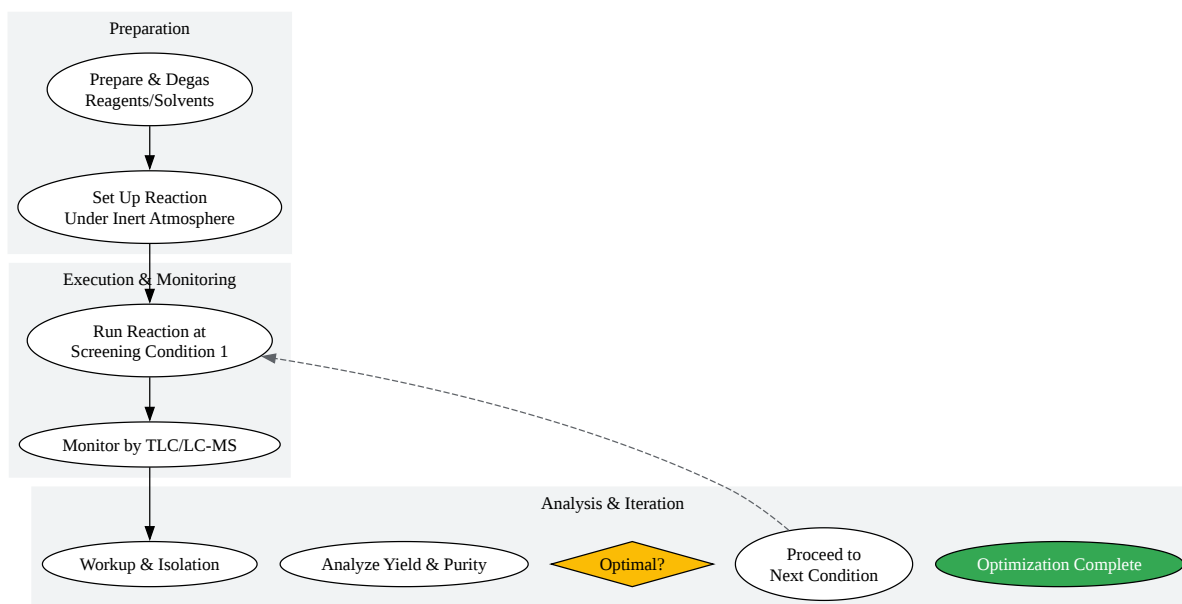 Preparation
Prepare & Degas
Reagents/Solvents
Set Up Reaction
Under Inert Atmosphere
Execution & Monitoring
Run Reaction at
Screening Condition 1
Monitor by TLC/LC-MS
Analysis & Iteration
Workup & Isolation
Analyze Yield & Purity
Optimal?
Proceed to
Next Condition
Optimization Complete